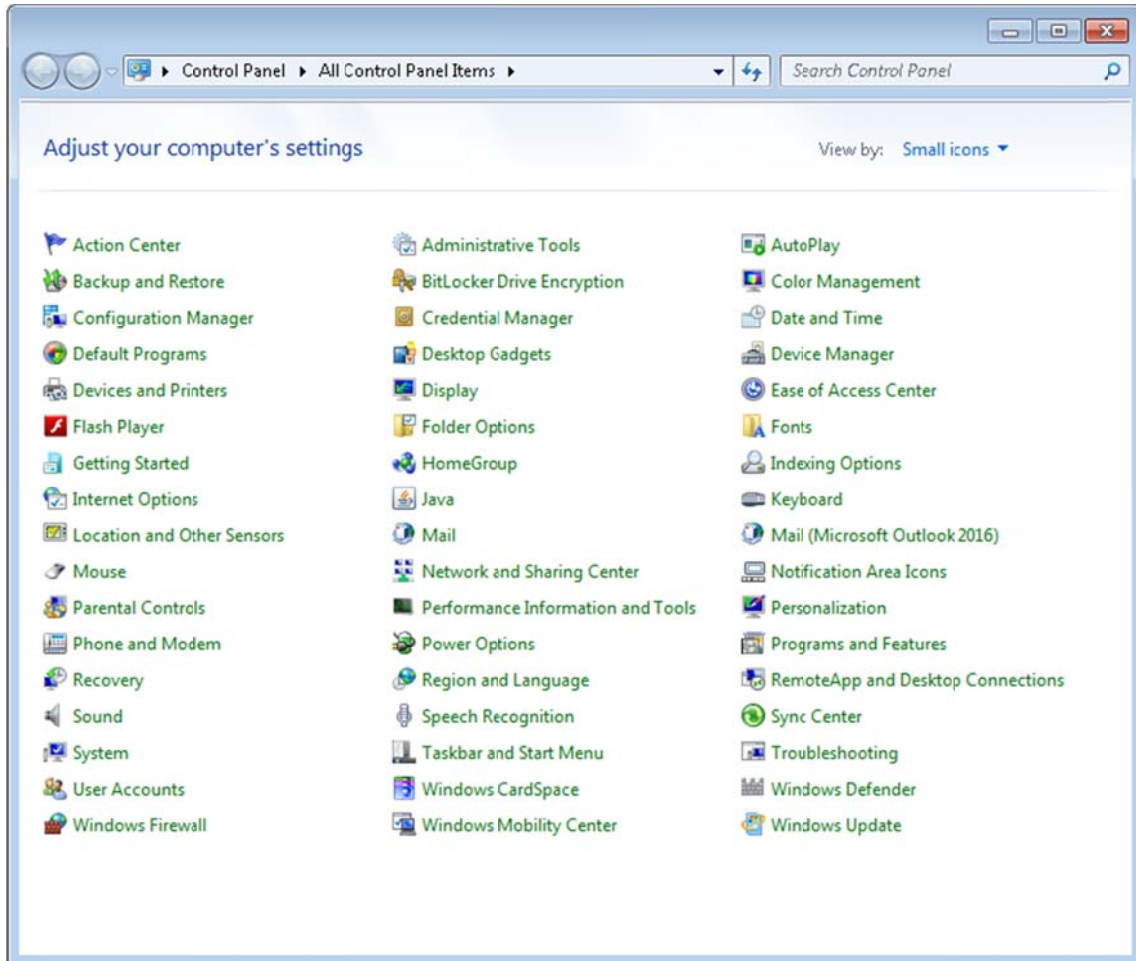 Control Panel ▸ All Control Panel Items ▸ Search Control Panel
Adjust your computer's settings View by: Small icons
Action Center Administrative Tools AutoPlay
Backup and Restore BitLocker Drive Encryption Color Management
Configuration Manager Credential Manager Date and Time
Default Programs Desktop Gadgets Device Manager
Devices and Printers Display Ease of Access Center
Flash Player Folder Options Fonts
Getting Started HomeGroup Indexing Options
Internet Options Java Keyboard
Location and Other Sensors Mail Mail (Microsoft Outlook 2016)
Mouse Network and Sharing Center Notification Area Icons
Parental Controls Performance Information and Tools Personalization
Phone and Modem Power Options Programs and Features
Recovery Region and Language RemoteApp and Desktop Connections
Sound Speech Recognition Sync Center
System Taskbar and Start Menu Troubleshooting
User Accounts Windows CardSpace Windows Defender
Windows Firewall Windows Mobility Center Windows Update